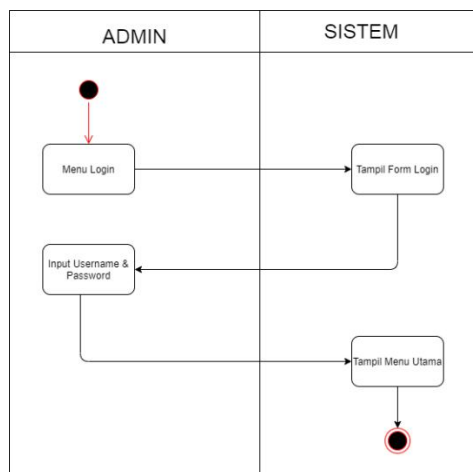 ADMIN
SISTEM
Menu Login
Tampil Form Login
Input Username &
Password
Tampil Menu Utama